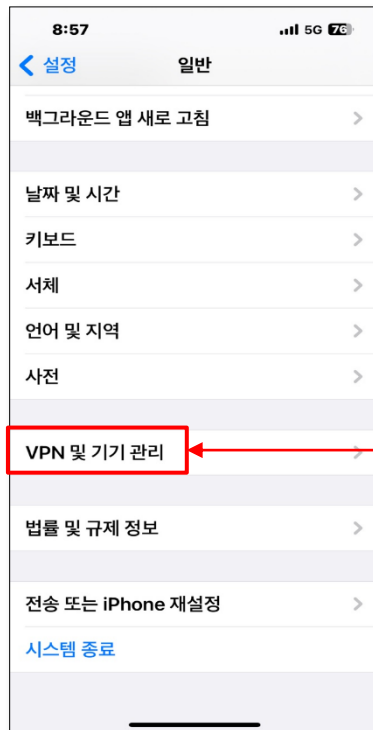 8:57
5G 76
설정
일반
백그라운드 앱 새로 고침
날짜 및 시간
키보드
서체
언어 및 지역
사전
VPN 및 기기 관리
법률 및 규제 정보
전송 또는 iPhone 재설정
시스템 종료